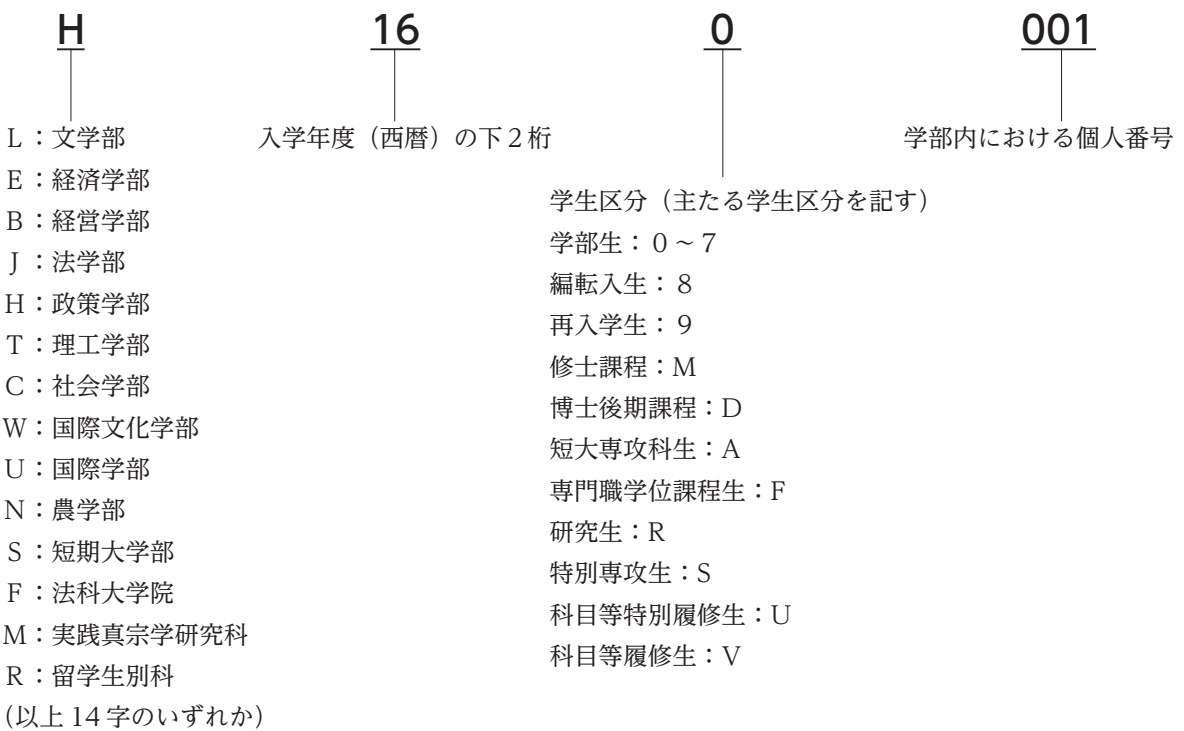 H 16 0 001
L：文学部
E：経済学部
B：経営学部
J：法学部
H：政策学部
T：理工学部
C：社会学部
W：国際文化学部
U：国際学部
N：農学部
S：短期大学部
F：法科大学院
M：実践真宗学研究科
R：留学生別科
（以上 14 字のいずれか）
入学年度（西暦）の下２桁
学生区分（主たる学生区分を記す）
学部生：０～７
編転入生：８
再入学生：９
修士課程：M
博士後期課程：D
短大専攻科生：A
専門職学位課程生：F
研究生：R
特別専攻生：S
科目等特別履修生：U
科目等履修生：V
学部内における個人番号